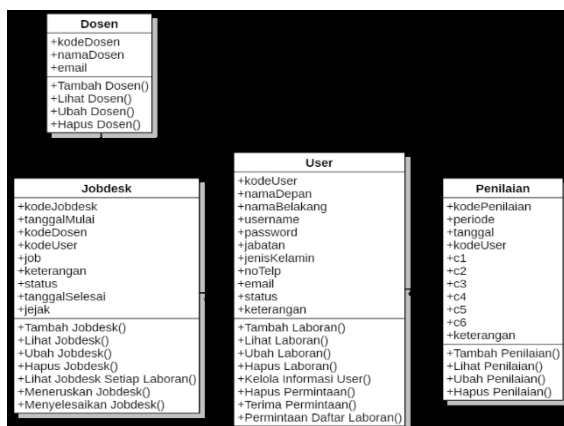 Dosen
+kodeDosen
+namaDosen
+email
+Tambah Dosen()
+Lihat Dosen()
+Ubah Dosen()
+Hapus Dosen()
Jobdesk
+kodeJobdesk
+tanggalMulai
+kodeDosen
+kodeUser
+job
+keterangan
+status
+tanggalSelesai
+jejak
+Tambah Jobdesk()
+Lihat Jobdesk()
+Ubah Jobdesk()
+Hapus Jobdesk()
+Lihat Jobdesk Setiap Laboran()
+Meneruskan Jobdesk()
+Menyelesaikan Jobdesk()
User
+kodeUser
+namaDepan
+namaBelakang
+username
+password
+jabatan
+jenisKelamin
+noTelp
+email
+status
+keterangan
+Tambah Laboran()
+Lihat Laboran()
+Ubah Laboran()
+Hapus Laboran()
+Kelola Informasi User()
+Hapus Permintaan()
+Terima Permintaan()
+Permintaan Daftar Laboran()
Penilaian
+kodePenilaian
+periode
+tanggal
+kodeUser
+c1
+c2
+c3
+c4
+c5
+c6
+keterangan
+Tambah Penilaian()
+Lihat Penilaian()
+Ubah Penilaian()
+Hapus Penilaian()